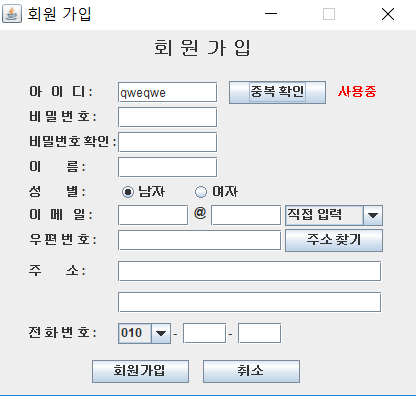 회원 가입
회 원 가 입
아 이 디 : qweqwe 중복 확인 사용중
비 밀 번 호 :
비밀번호 확인 :
이 름 :
성 별 : 남자 여자
이 메 일 : @ 직접 입력
우 편 번 호 : 주소 찾기
주 소 :
전 화 번 호 : 010 - -
회원가입 취소